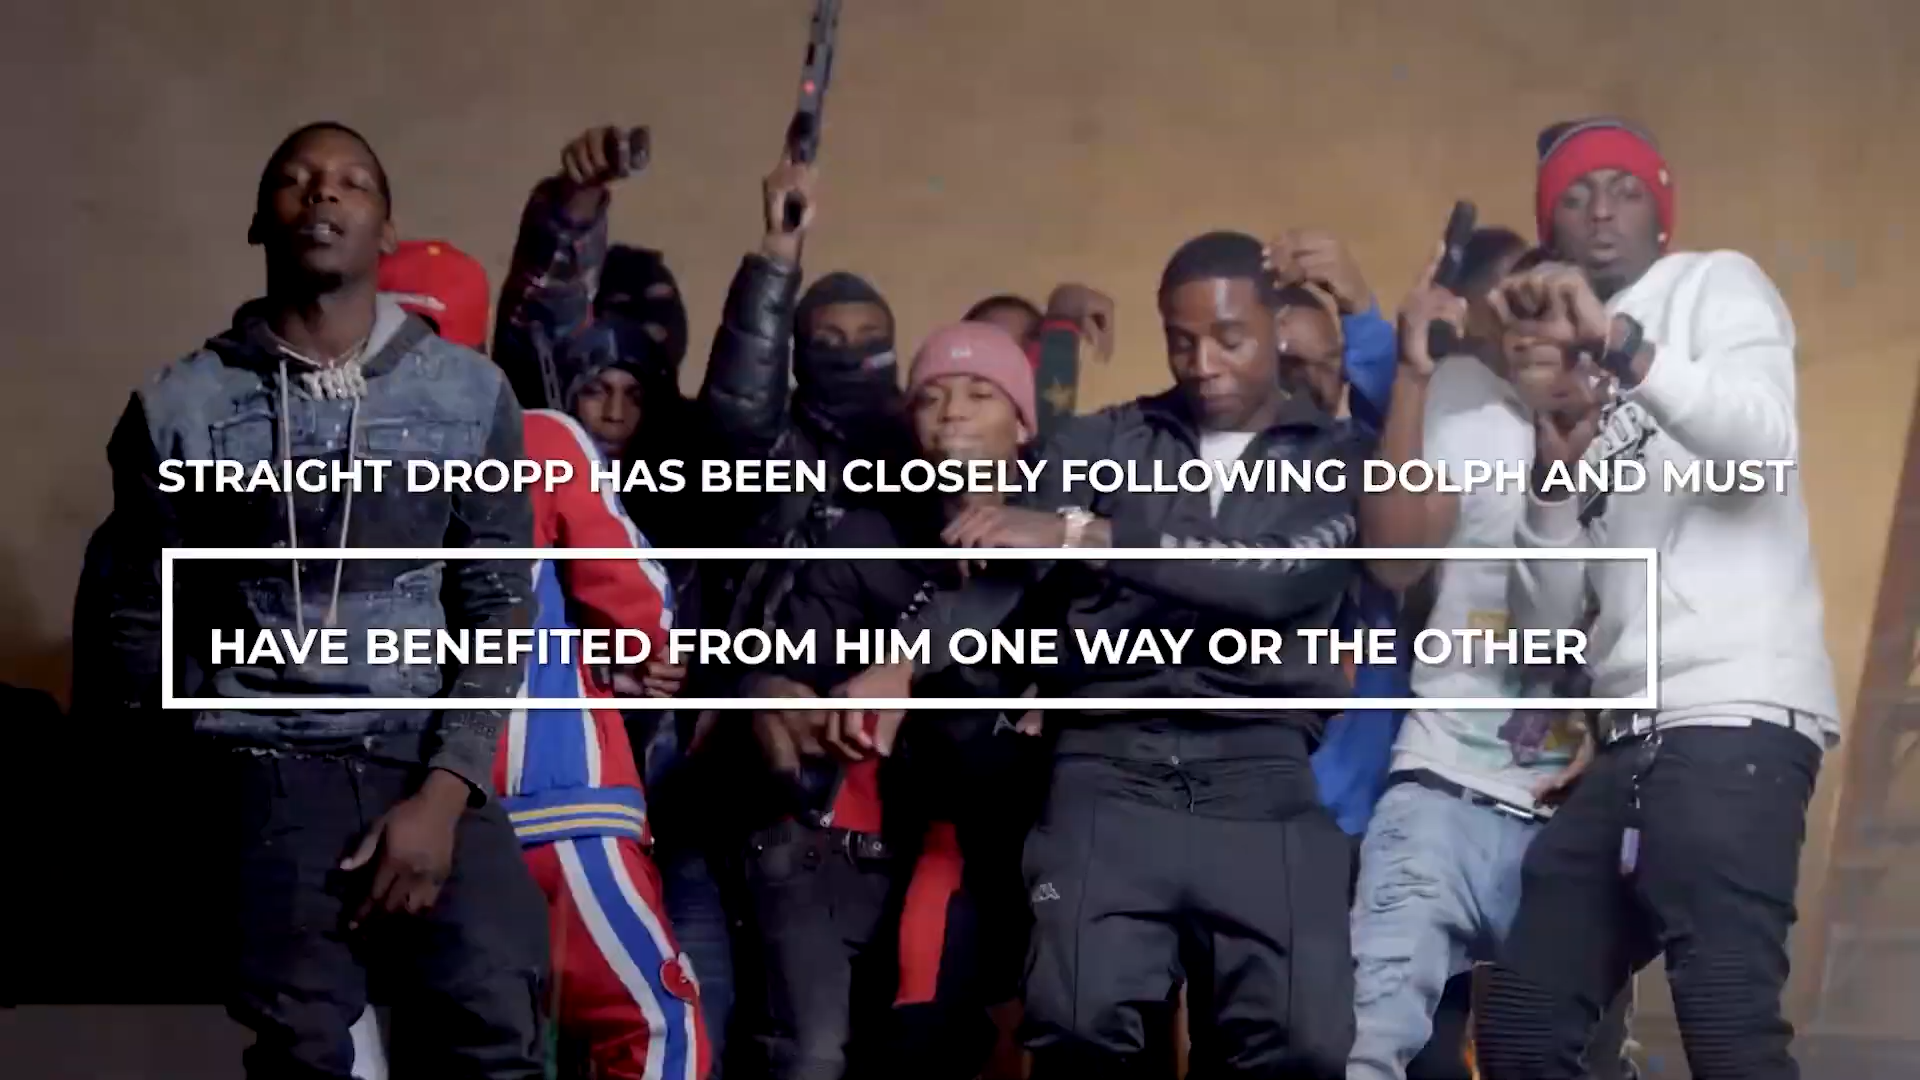 STRAIGHT DROPP HAS BEEN CLOSELY FOLLOWING DOLPH AND MUST
HAVE BENEFITED FROM HIM ONE WAY OR THE OTHER